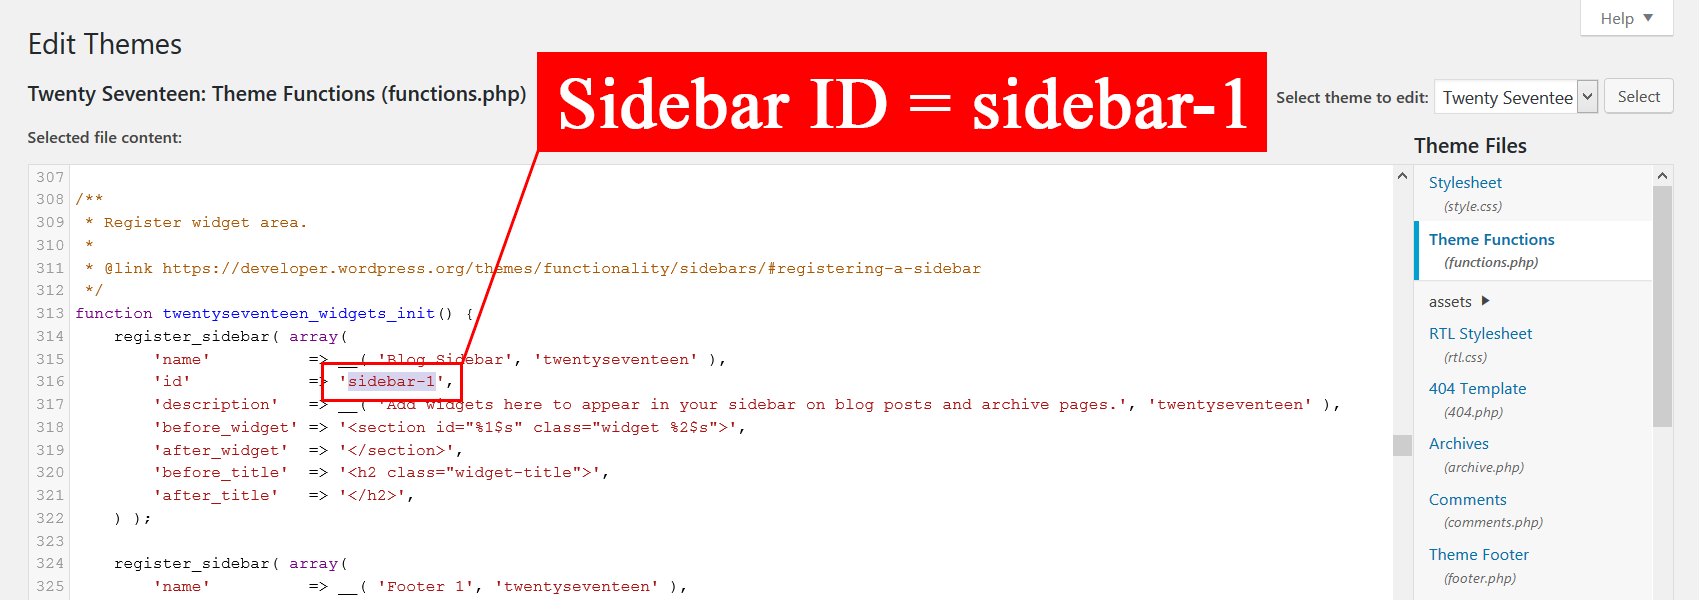 Help
Edit Themes
Twenty Seventeen: Theme Functions (functions.php)
Sidebar ID = sidebar-1
Select theme to edit: Twenty Seventee Select
Selected file content:
Theme Files
307
308 /**
309  * Register widget area.
310  *
311  * @link https://developer.wordpress.org/themes/functionality/sidebars/#registering-a-sidebar
312  */
313 function twentyseventeen_widgets_init() {
314     register_sidebar( array(
315         'name'          => __( 'Blog Sidebar', 'twentyseventeen' ),
316         'id'            => 'sidebar-1',
317         'description'   => __( 'Add widgets here to appear in your sidebar on blog posts and archive pages.', 'twentyseventeen' ),
318         'before_widget' => '<section id="%1$s" class="widget %2$s">',
319         'after_widget'  => '</section>',
320         'before_title'  => '<h2 class="widget-title">',
321         'after_title'   => '</h2>',
322     ) );
323
324     register_sidebar( array(
325         'name'          => __( 'Footer 1', 'twentyseventeen' ),
Stylesheet
(style.css)
Theme Functions
(functions.php)
assets
RTL Stylesheet
(rtl.css)
404 Template
(404.php)
Archives
(archive.php)
Comments
(comments.php)
Theme Footer
(footer.php)